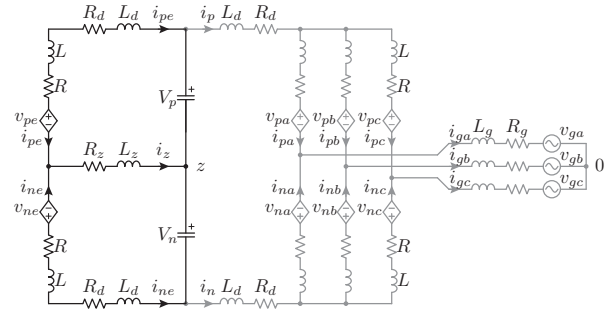 R_d L_d i_pe i_p L_d R_d
L L
R V_p R
v_pe v_pa v_pb v_pc i_ga L_g R_g v_ga
i_pe i_pa i_pb i_pc
R_z L_z i_z z i_gb v_gb 0
i_ne i_na i_nb i_nc i_gc v_gc
v_ne v_na v_nb v_nc
R V_n R
L L
R_d L_d i_ne i_n L_d R_d